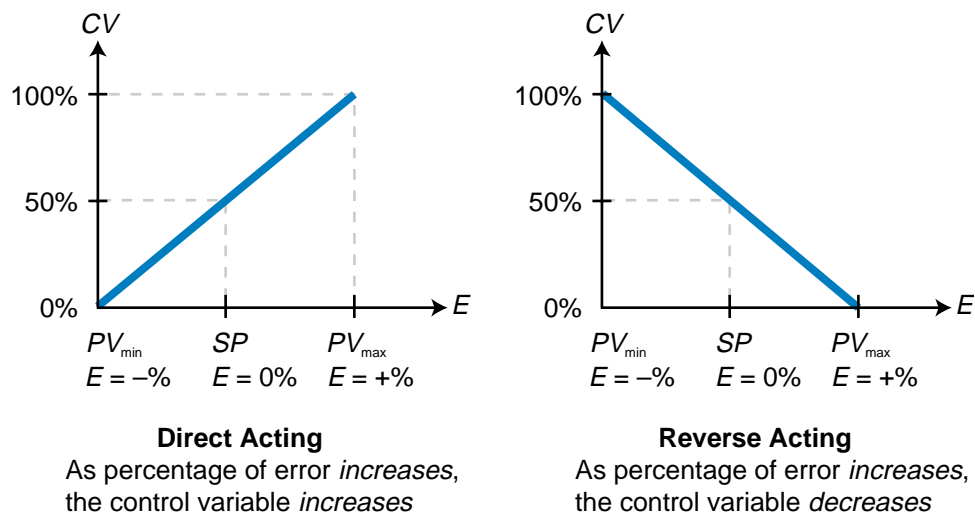 CV
100%
50%
0%
E
PVmin SP PVmax
E = –% E = 0% E = +%
Direct Acting
As percentage of error increases,
the control variable increases
CV
100%
50%
0%
E
PVmin SP PVmax
E = –% E = 0% E = +%
Reverse Acting
As percentage of error increases,
the control variable decreases